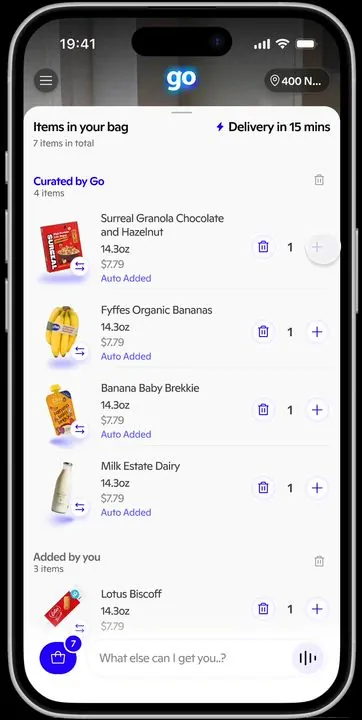 19:41
go
400 N...
Items in your bag
Delivery in 15 mins
7 items in total
Curated by Go
4 items
Surreal Granola Chocolate
and Hazelnut
14.3oz
$7.79
Auto Added
1
SURREAL
Fyffes Organic Bananas
14.3oz
$7.79
Auto Added
1
Banana Baby Brekkie
14.3oz
$7.79
Auto Added
1
Milk Estate Dairy
14.3oz
$7.79
Auto Added
1
Added by you
3 items
Lotus Biscoff
14.3oz
$7.79
1
7
What else can I get you..?